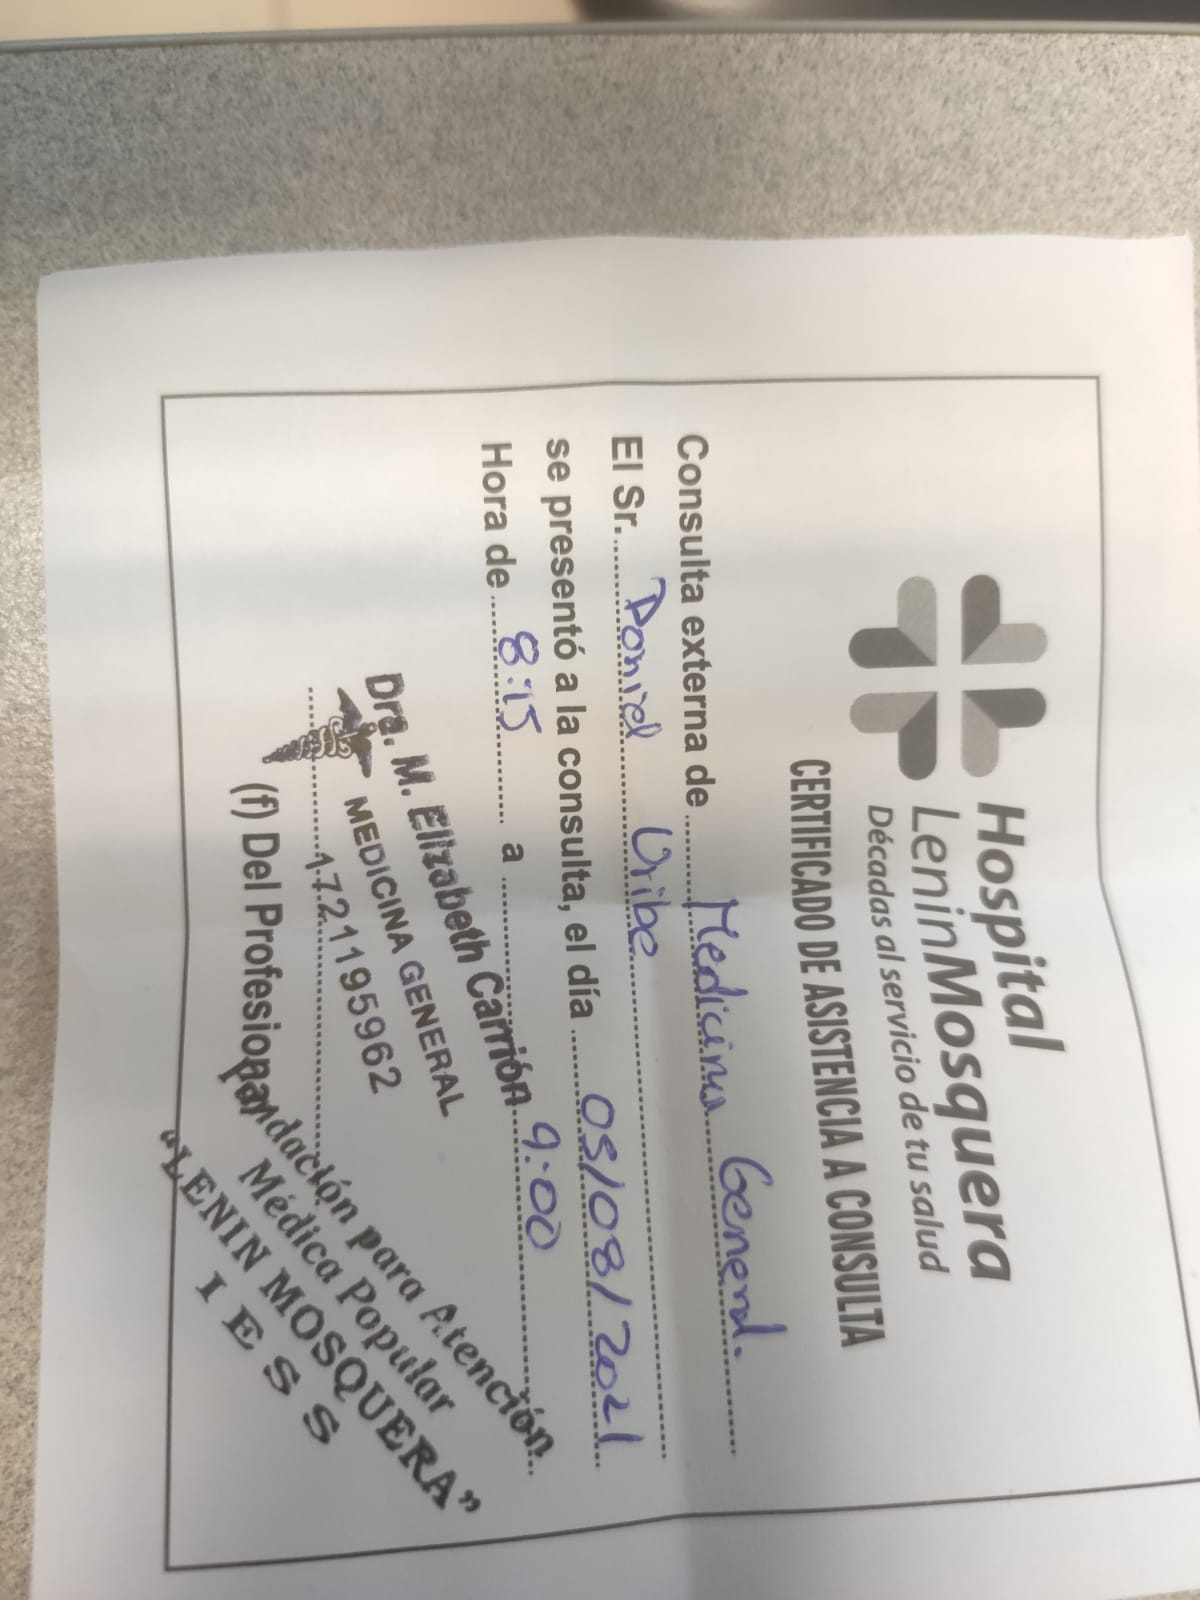 Hospital
LeninMosquera
Décadas al servicio de tu salud
CERTIFICADO DE ASISTENCIA A CONSULTA
Consulta externa de Medicina General.
El Sr. Daniel Uribe
se presentó a la consulta, el día 03/08/2021
Hora de 8:15 a 9:00
Dra. M. Elizabeth Carrión
MEDICINA GENERAL
1721195962
(f) Del Profesional
Fundación para Atención
Médica Popular
"LENIN MOSQUERA"
I E S S